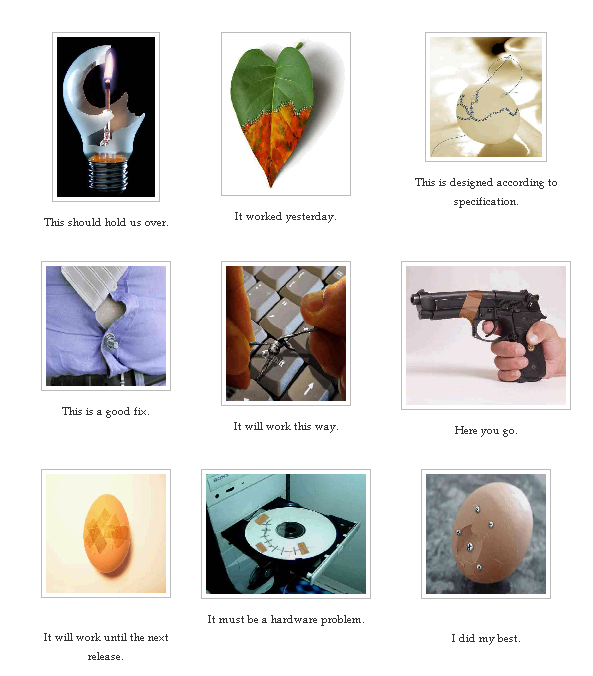 This should hold us over.
It worked yesterday.
This is designed according to
specification.
This is a good fix.
It will work this way.
Here you go.
It will work until the next
release.
It must be a hardware problem.
I did my best.